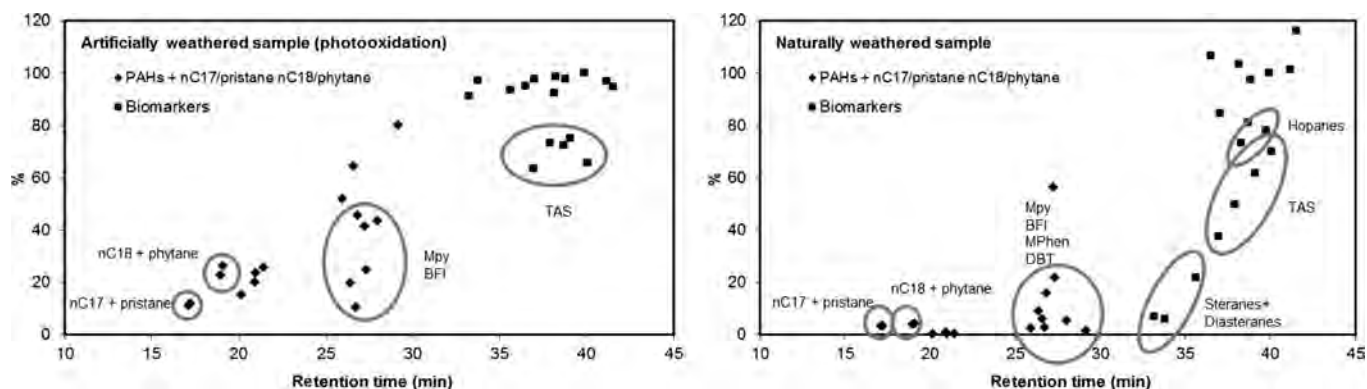 Artificially weathered sample (photooxidation)
PAHs + nC17/pristane nC18/phytane
Biomarkers
120
100
80
60
40
20
0
%
nC18 + phytane
nC17 + pristane
Mpy
BFI
TAS
10 15 20 25 30 35 40 45
Retention time (min)
Naturally weathered sample
PAHs + nC17/pristane nC18/phytane
Biomarkers
120
100
80
60
40
20
0
%
Hopanes
TAS
Mpy
BFI
MPhen
DBT
nC17 + pristane
nC18 + phytane
Steranes+
Diasteranes
10 15 20 25 30 35 40 45
Retention time (min)